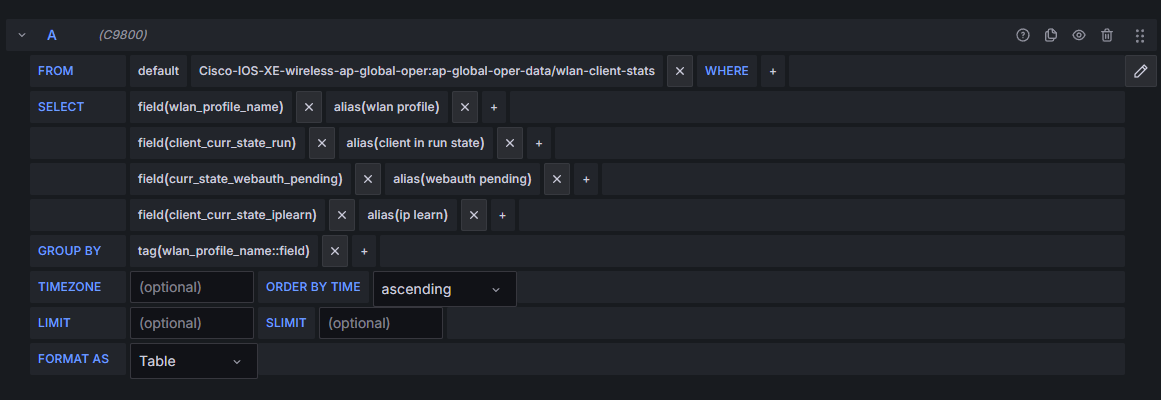 A (C9800)
FROM default Cisco-IOS-XE-wireless-ap-global-oper:ap-global-oper-data/wlan-client-stats × WHERE +
SELECT field(wlan_profile_name) × alias(wlan profile) × +
field(client_curr_state_run) × alias(client in run state) × +
field(curr_state_webauth_pending) × alias(webauth pending) × +
field(client_curr_state_iplearn) × alias(ip learn) × +
GROUP BY tag(wlan_profile_name::field) × +
TIMEZONE (optional) ORDER BY TIME ascending
LIMIT (optional) SLIMIT (optional)
FORMAT AS Table